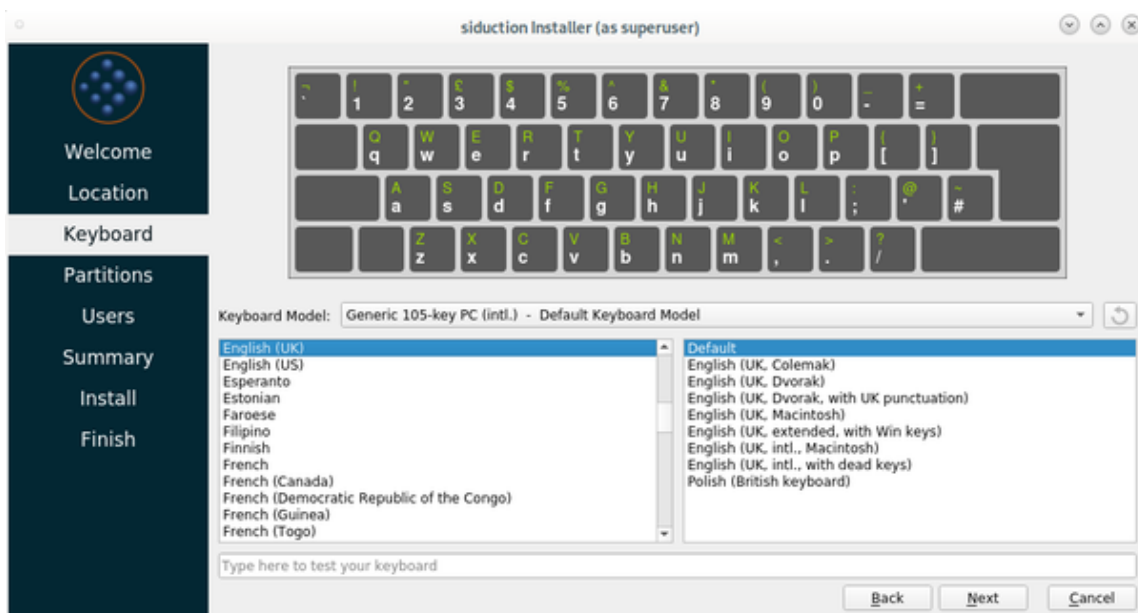 siduction Installer (as superuser)
Welcome
Location
Keyboard
Partitions
Users
Summary
Install
Finish
¬ ! " £ $ % ^ & * ( ) _ +
` 1 2 3 4 5 6 7 8 9 0 - =
Q W E R T Y U I O P { }
q w e r t y u i o p [ ]
A S D F G H J K L : @ ~
a s d f g h j k l ; ' #
Z X C V B N M < > ?
z x c v b n m , . /
Keyboard Model: Generic 105-key PC (intl.) - Default Keyboard Model
English (UK)
English (US)
Esperanto
Estonian
Faroese
Filipino
Finnish
French
French (Canada)
French (Democratic Republic of the Congo)
French (Guinea)
French (Togo)
Default
English (UK, Colemak)
English (UK, Dvorak)
English (UK, Dvorak, with UK punctuation)
English (UK, Macintosh)
English (UK, extended, with Win keys)
English (UK, intl., Macintosh)
English (UK, intl., with dead keys)
Polish (British keyboard)
Type here to test your keyboard
Back Next Cancel